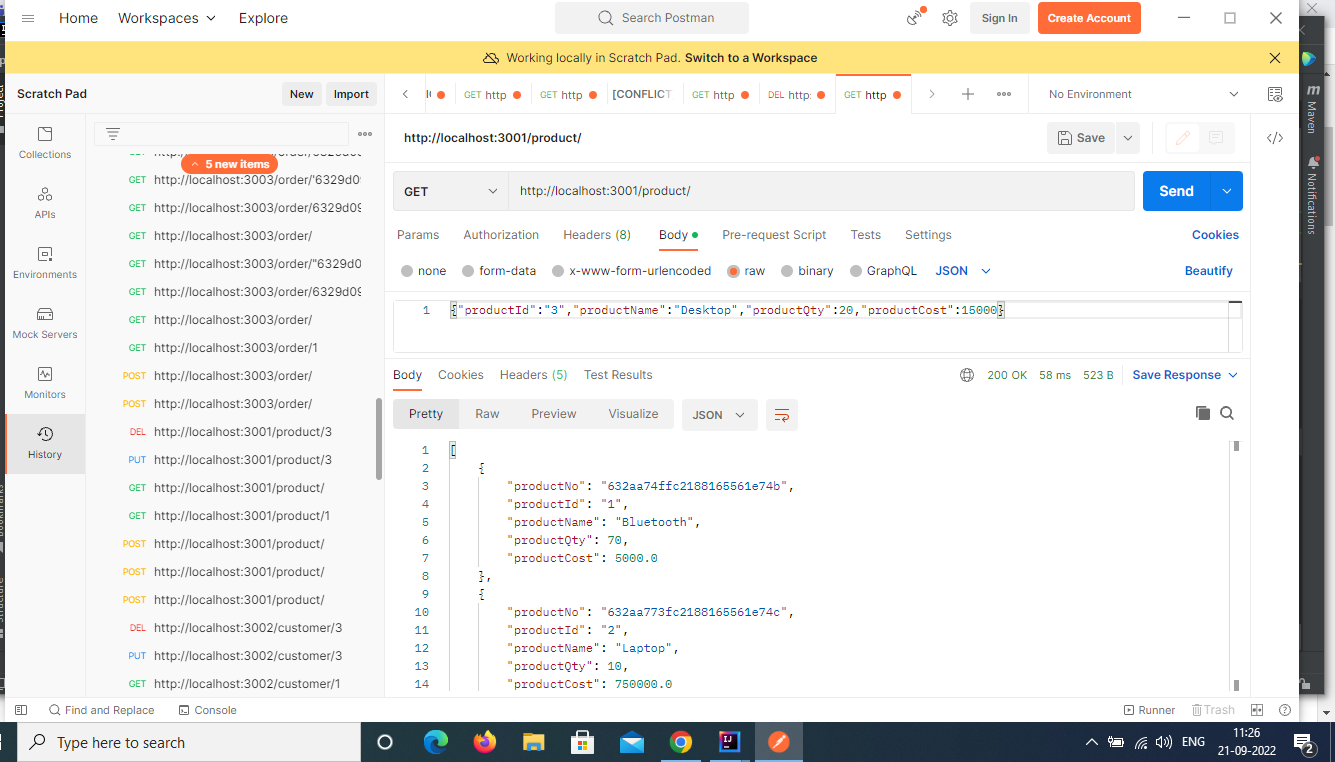 Home Workspaces Explore Search Postman Sign In Create Account
Working locally in Scratch Pad. Switch to a Workspace
Scratch Pad New Import
GET http GET http [CONFLICT GET http DEL http: GET http No Environment
http://localhost:3001/product/ Save
GET http://localhost:3001/product/ Send
Params Authorization Headers (8) Body Pre-request Script Tests Settings Cookies
none form-data x-www-form-urlencoded raw binary GraphQL JSON Beautify
1 {"productId":"3","productName":"Desktop","productQty":20,"productCost":15000}
Body Cookies Headers (5) Test Results 200 OK 58 ms 523 B Save Response
Pretty Raw Preview Visualize JSON
1 [
2 {
3 "productNo": "632aa74ffc2188165561e74b",
4 "productId": "1",
5 "productName": "Bluetooth",
6 "productQty": 70,
7 "productCost": 5000.0
8 },
9 {
10 "productNo": "632aa773fc2188165561e74c",
11 "productId": "2",
12 "productName": "Laptop",
13 "productQty": 10,
14 "productCost": 750000.0
Collections
APIs
Environments
Mock Servers
Monitors
History
5 new items
GET http://localhost:3003/order/"6329d0
GET http://localhost:3003/order/6329d09
GET http://localhost:3003/order/
GET http://localhost:3003/order/"6329d0
GET http://localhost:3003/order/6329d09
GET http://localhost:3003/order/
GET http://localhost:3003/order/1
POST http://localhost:3003/order/
POST http://localhost:3003/order/
DEL http://localhost:3001/product/3
PUT http://localhost:3001/product/3
GET http://localhost:3001/product/
GET http://localhost:3001/product/1
POST http://localhost:3001/product/
POST http://localhost:3001/product/
POST http://localhost:3001/product/
DEL http://localhost:3002/customer/3
PUT http://localhost:3002/customer/3
GET http://localhost:3002/customer/1
Maven
Notifications
Find and Replace Console Runner Trash
Type here to search
ENG
11:26
21-09-2022
2